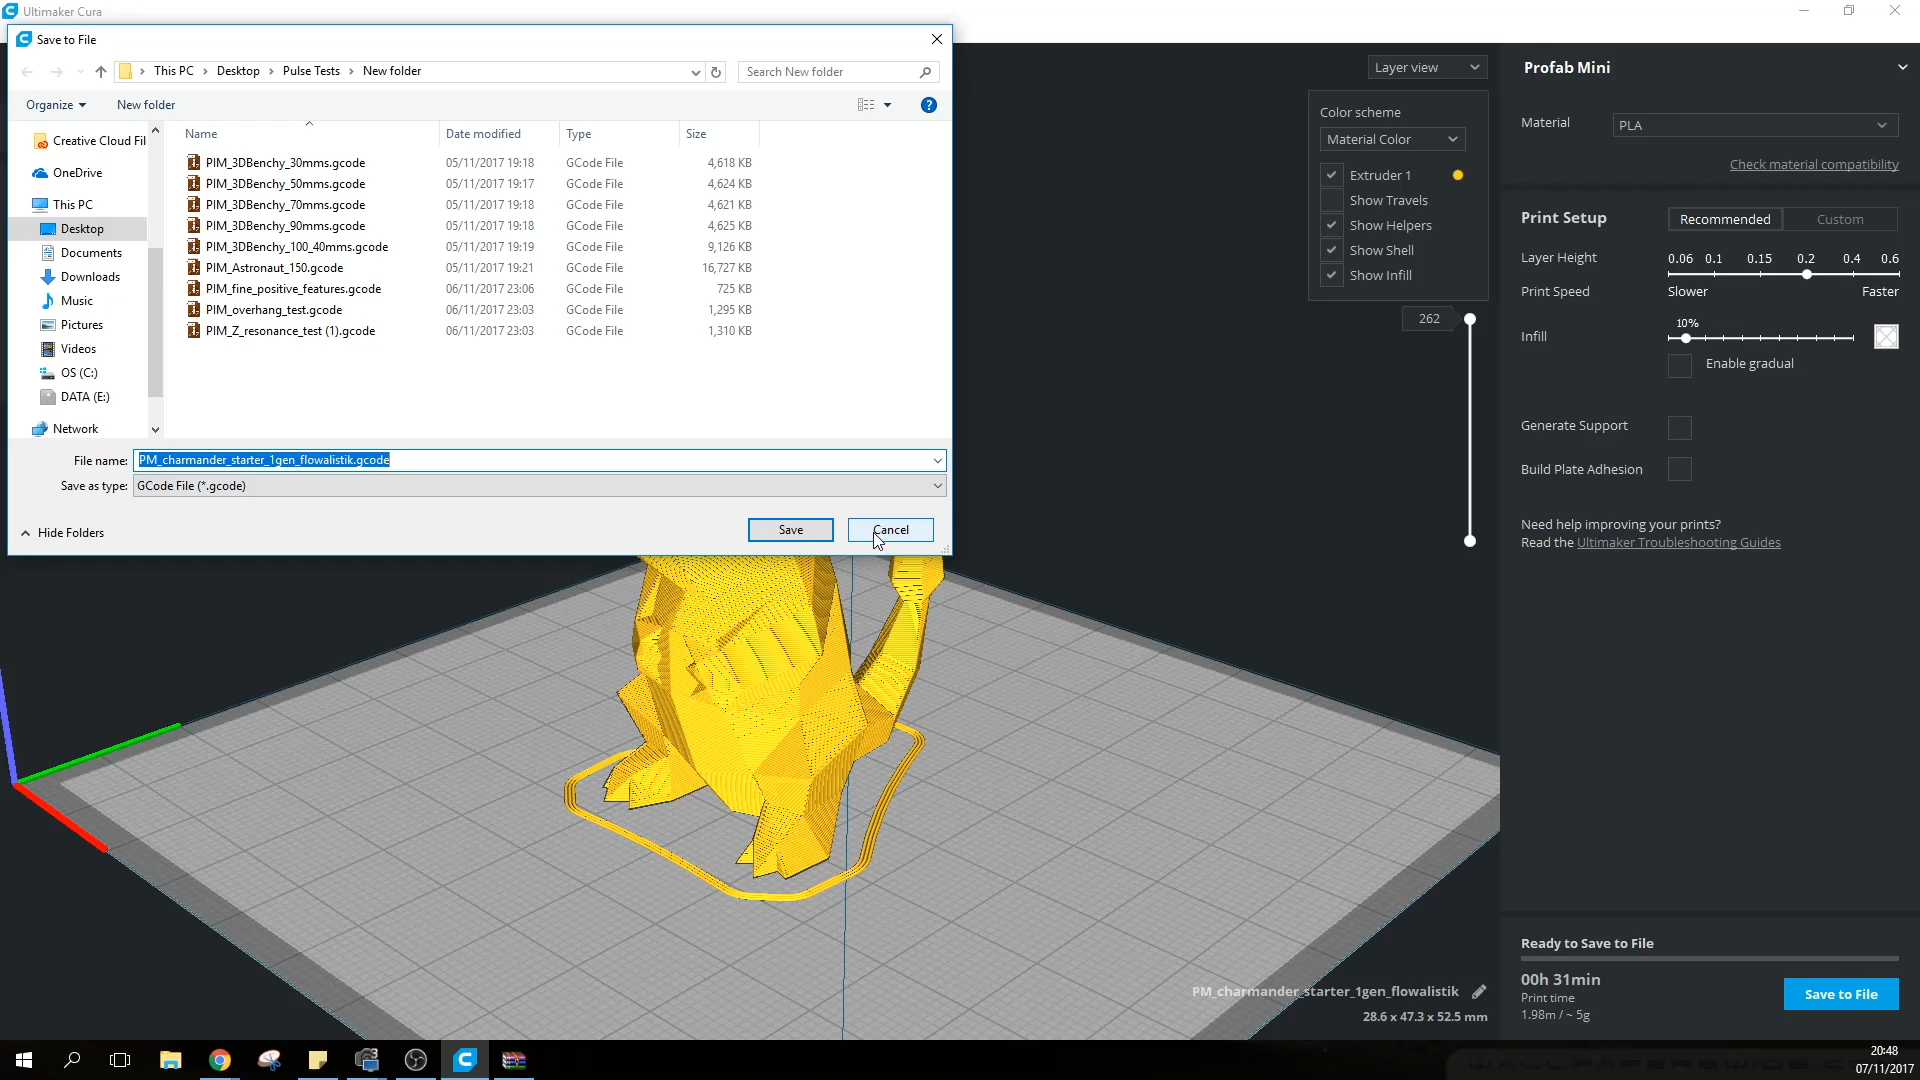 Ultimaker Cura
Save to File
This PC > Desktop > Pulse Tests > New folder
Search New folder
Organize
New folder
Creative Cloud Fil
OneDrive
This PC
Desktop
Documents
Downloads
Music
Pictures
Videos
OS (C:)
DATA (E:)
Network
Name Date modified Type Size
PIM_3DBenchy_30mms.gcode 05/11/2017 19:18 GCode File 4,618 KB
PIM_3DBenchy_50mms.gcode 05/11/2017 19:17 GCode File 4,624 KB
PIM_3DBenchy_70mms.gcode 05/11/2017 19:18 GCode File 4,621 KB
PIM_3DBenchy_90mms.gcode 05/11/2017 19:18 GCode File 4,625 KB
PIM_3DBenchy_100_40mms.gcode 05/11/2017 19:19 GCode File 9,126 KB
PIM_Astronaut_150.gcode 05/11/2017 19:21 GCode File 16,727 KB
PIM_fine_positive_features.gcode 06/11/2017 23:06 GCode File 725 KB
PIM_overhang_test.gcode 06/11/2017 23:03 GCode File 1,295 KB
PIM_Z_resonance_test (1).gcode 06/11/2017 23:03 GCode File 1,310 KB
File name: PM_charmander_starter_1gen_flowalistik.gcode
Save as type: GCode File (*.gcode)
Hide Folders
Save
Cancel
Layer view
Color scheme
Material Color
Extruder 1
Show Travels
Show Helpers
Show Shell
Show Infill
262
Profab Mini
Material PLA
Check material compatibility
Print Setup Recommended Custom
Layer Height 0.06 0.1 0.15 0.2 0.4 0.6
Print Speed Slower Faster
10%
Infill
Enable gradual
Generate Support
Build Plate Adhesion
Need help improving your prints?
Read the Ultimaker Troubleshooting Guides
PM_charmander_starter_1gen_flowalistik
28.6 x 47.3 x 52.5 mm
Ready to Save to File
00h 31min
Print time
1.98m / ~ 5g
Save to File
20:48
07/11/2017